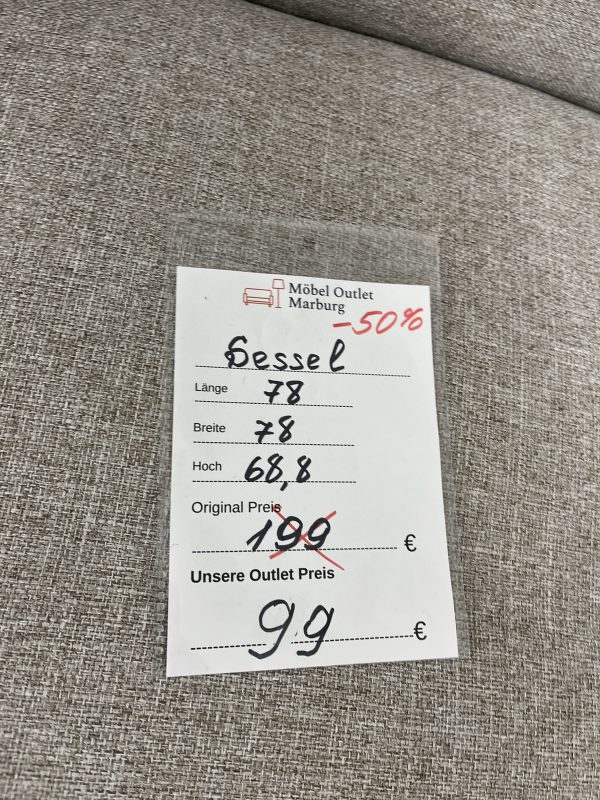 Möbel Outlet
Marburg
-50%
Sessel
Länge 78
Breite 78
Hoch 68,8
Original Preis
199 €
Unsere Outlet Preis
99 €